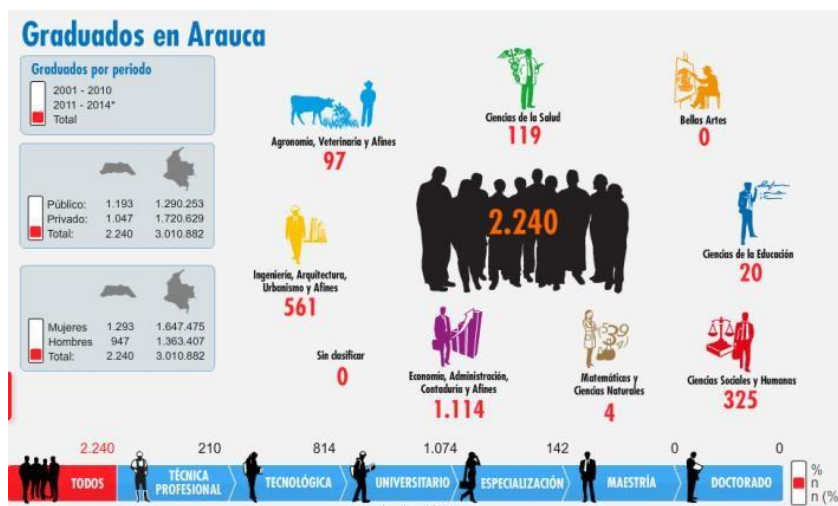 Graduados en Arauca
Graduados por periodo
2001 - 2010
2011 - 2014*
Total
Público: 1.193 1.290.253
Privado: 1.047 1.720.629
Total: 2.240 3.010.882
Mujeres 1.293 1.647.475
Hombres 947 1.363.407
Total: 2.240 3.010.882
Agronomía, Veterinaria y Afines
97
Ciencias de la Salud
119
Bellas Artes
0
2.240
Ingeniería, Arquitectura,
Urbanismo y Afines
561
Ciencias de la Educación
20
Sin clasificar
0
Economía, Administración,
Contaduría y Afines
1.114
Matemáticas y
Ciencias Naturales
4
Ciencias Sociales y Humanas
325
2.240 210 814 1.074 142 0 0
TODOS
TÉCNICA
PROFESIONAL
TECNOLÓGICA
UNIVERSITARIO
ESPECIALIZACIÓN
MAESTRÍA
DOCTORADO
%
n
n (%